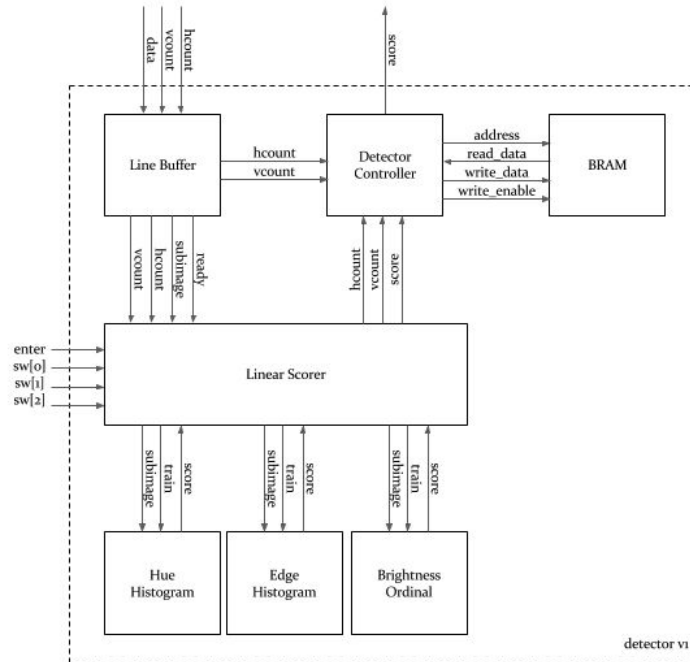 data
vcount
hcount
score
Line Buffer
hcount
vcount
Detector
Controller
address
read_data
write_data
write_enable
BRAM
vcount
hcount
subimage
ready
hcount
vcount
score
enter
sw[0]
sw[1]
sw[2]
Linear Scorer
subimage
train
score
subimage
train
score
subimage
train
score
Hue
Histogram
Edge
Histogram
Brightness
Ordinal
detector v1